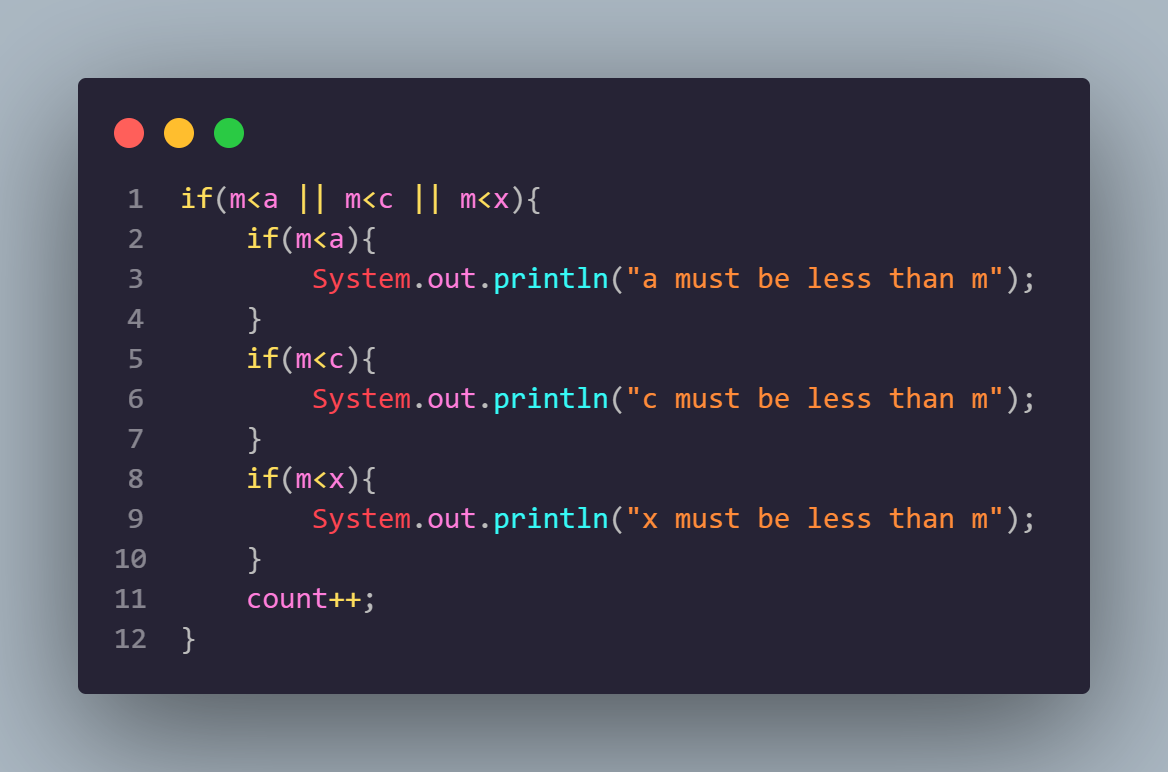 1 if(m<a || m<c || m<x){
2     if(m<a){
3         System.out.println("a must be less than m");
4     }
5     if(m<c){
6         System.out.println("c must be less than m");
7     }
8     if(m<x){
9         System.out.println("x must be less than m");
10     }
11     count++;
12 }